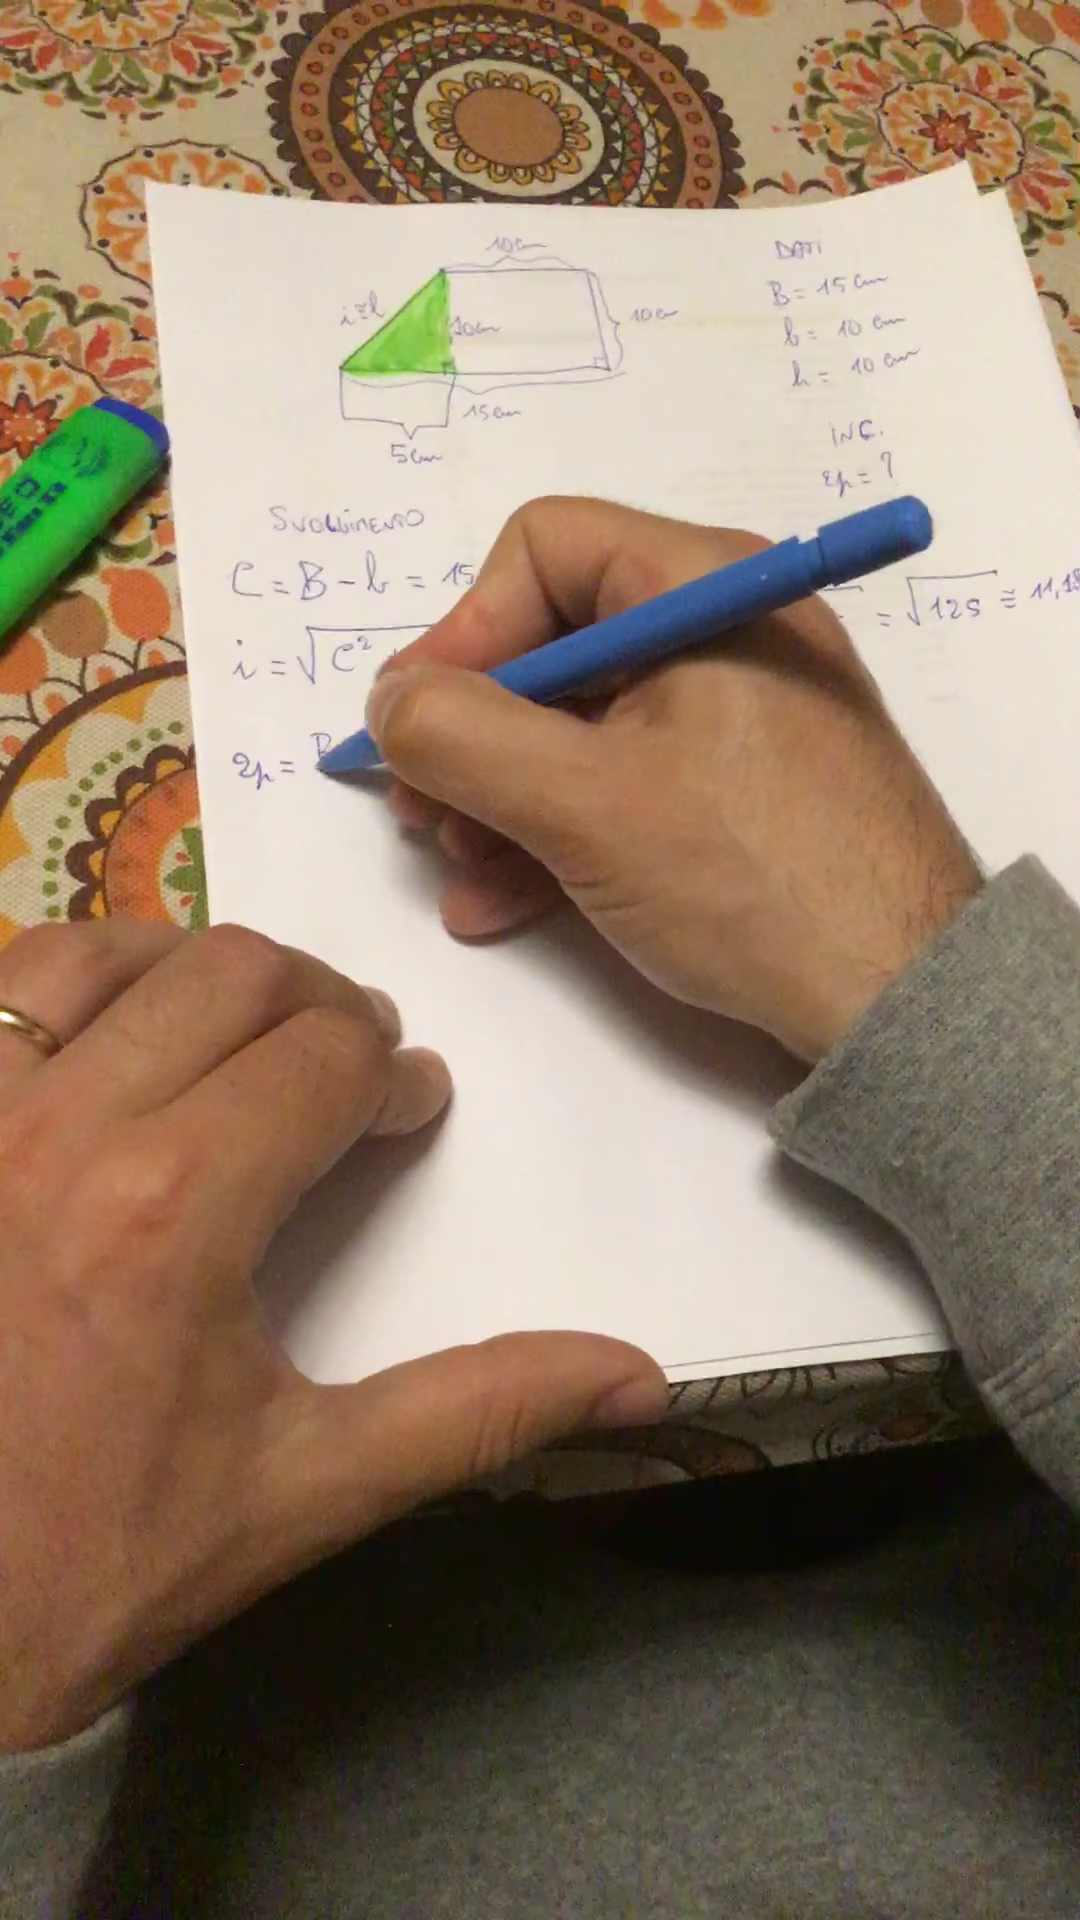 10cm
DATI
i≅l
10cm
10cm
B = 15 cm
b = 10 cm
h = 10 cm
15cm
5cm
INC.
2p = ?
SVOLGIMENTO
C = B - b = 15
i = √C²
= √125 ≅ 11,18
2p = B